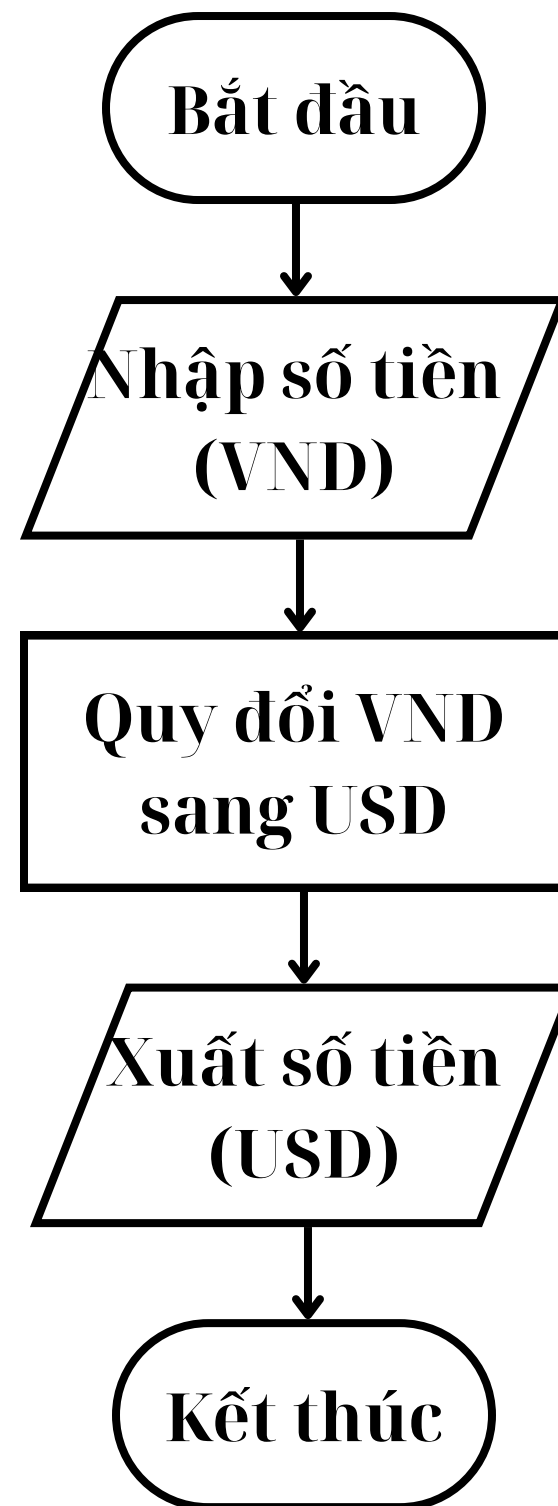 Bắt đầu
Nhập số tiền
(VND)
Quy đổi VND
sang USD
Xuất số tiền
(USD)
Kết thúc